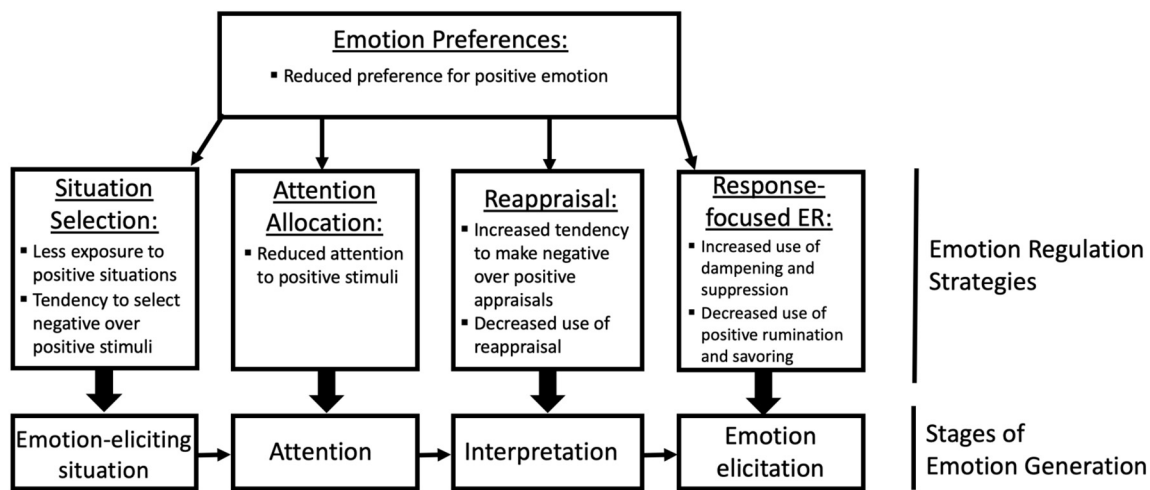 Emotion Preferences:
▪ Reduced preference for positive emotion
Situation
Selection:
▪ Less exposure to
positive situations
▪ Tendency to select
negative over
positive stimuli
Attention
Allocation:
▪ Reduced attention
to positive stimuli
Reappraisal:
▪ Increased tendency
to make negative
over positive
appraisals
▪ Decreased use of
reappraisal
Response-
focused ER:
▪ Increased use of
dampening and
suppression
▪ Decreased use of
positive rumination
and savoring
Emotion Regulation
Strategies
Emotion-eliciting
situation
Attention
Interpretation
Emotion
elicitation
Stages of
Emotion Generation